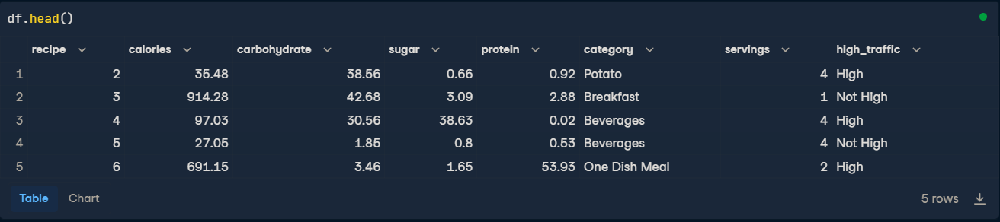 df.head()
recipe calories carbohydrate sugar protein category servings high_traffic
1 2 35.48 38.56 0.66 0.92 Potato 4 High
2 3 914.28 42.68 3.09 2.88 Breakfast 1 Not High
3 4 97.03 30.56 38.63 0.02 Beverages 4 High
4 5 27.05 1.85 0.8 0.53 Beverages 4 Not High
5 6 691.15 3.46 1.65 53.93 One Dish Meal 2 High
Table Chart 5 rows